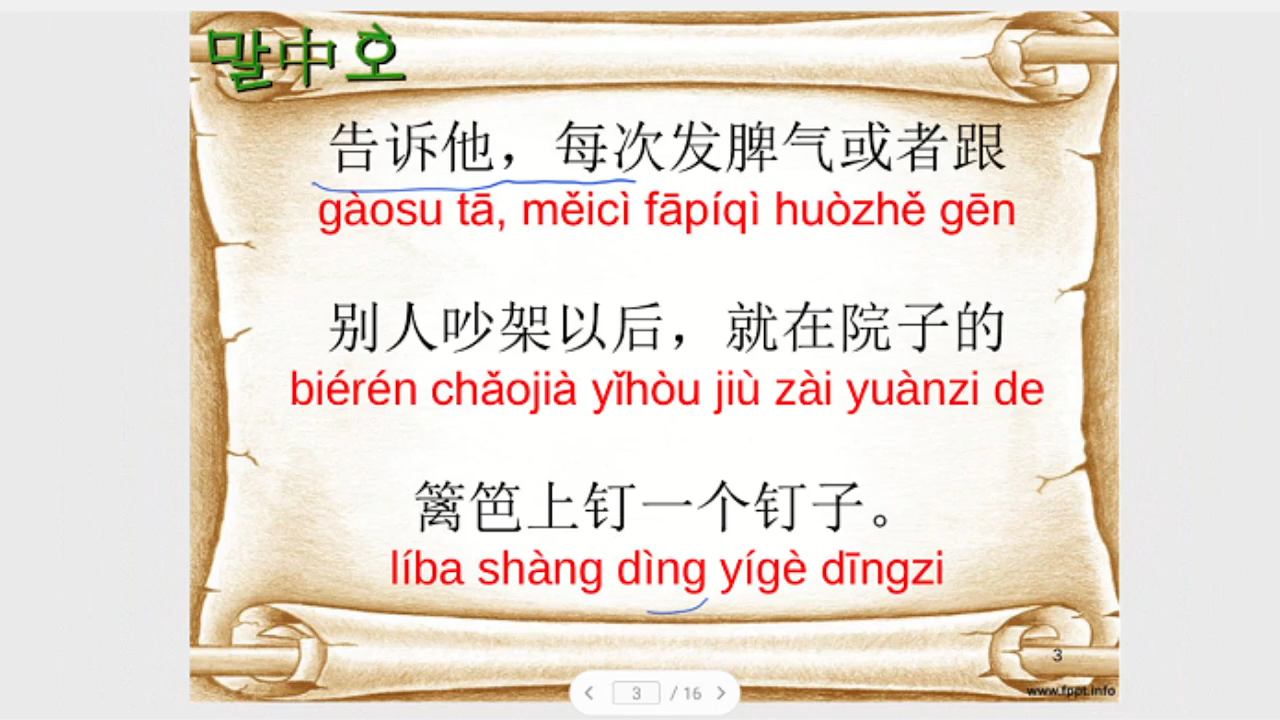 말中호
告诉他，每次发脾气或者跟
gàosu tā, měicì fāpíqì huòzhě gēn
别人吵架以后，就在院子的
biérén chǎojià yǐhòu jiù zài yuànzi de
篱笆上钉一个钉子。
líba shàng dìng yígè dīngzi
3
www.fppt.info
3 / 16